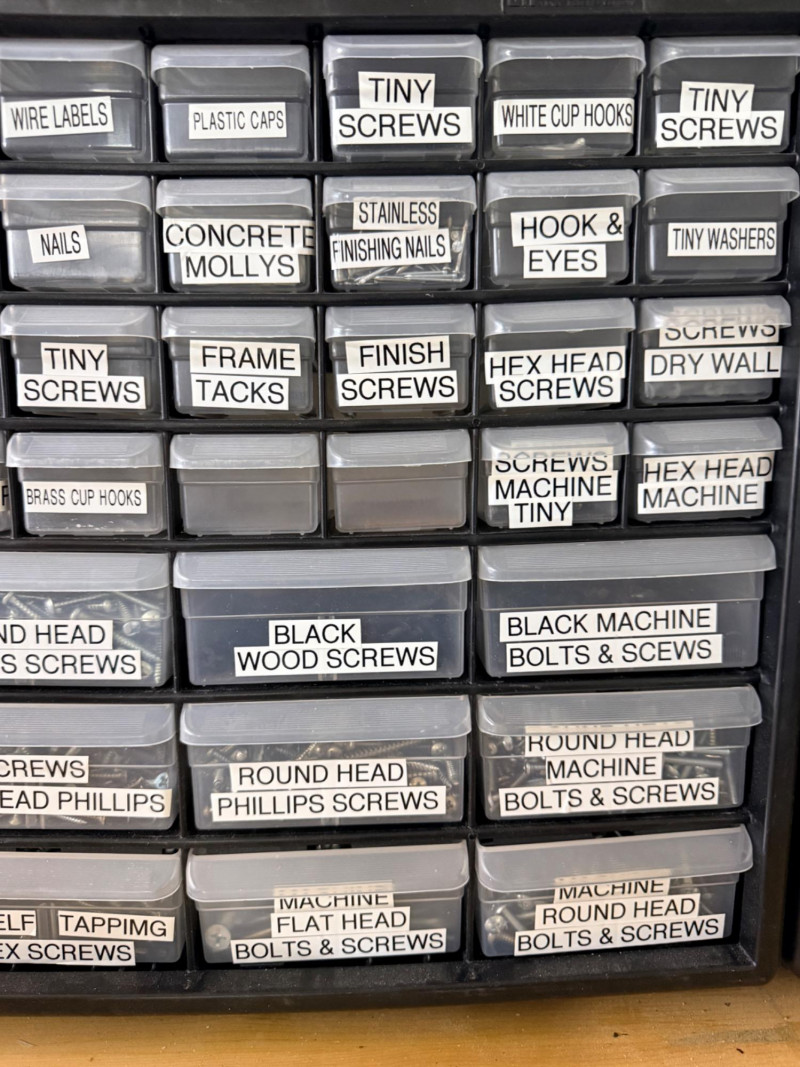 WIRE LABELS
PLASTIC CAPS
TINY
SCREWS
WHITE CUP HOOKS
TINY
SCREWS
NAILS
CONCRETE
MOLLYS
STAINLESS
FINISHING NAILS
HOOK &
EYES
TINY WASHERS
TINY
SCREWS
FRAME
TACKS
FINISH
SCREWS
HEX HEAD
SCREWS
SCREWS
DRY WALL
BRASS CUP HOOKS
SCREWS
MACHINE
TINY
HEX HEAD
MACHINE
ND HEAD
S SCREWS
BLACK
WOOD SCREWS
BLACK MACHINE
BOLTS & SCEWS
CREWS
EAD PHILLIPS
ROUND HEAD
PHILLIPS SCREWS
ROUND HEAD
MACHINE
BOLTS & SCREWS
ELF TAPPIMG
EX SCREWS
MACHINE
FLAT HEAD
BOLTS & SCREWS
MACHINE
ROUND HEAD
BOLTS & SCREWS